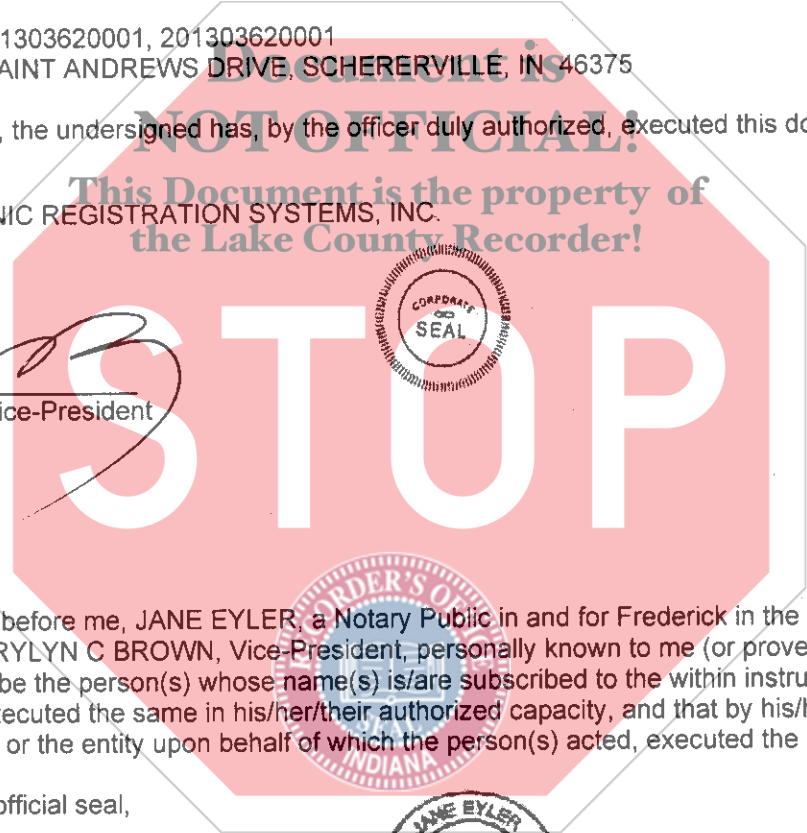 1303620001, 201303620001
AINT ANDREWS DRIVE, SCHERERVILLE, IN 46375
Document is
, the undersigned has, by the officer duly authorized, executed this do
NOT OFFICIAL!
This Document is the property of
NIC REGISTRATION SYSTEMS, INC.
the Lake County Recorder!
CORPORATE
SEAL
STOP
ice-President
RECORDER'S OFFICE
before me, JANE EYLER, a Notary Public in and for Frederick in the
RYLYN C BROWN, Vice-President, personally known to me (or prove
be the person(s) whose name(s) is/are subscribed to the within instru
ecuted the same in his/her/their authorized capacity, and that by his/h
or the entity upon behalf of which the person(s) acted, executed the
SEAL
INDIANA
official seal,
JANE EYLER